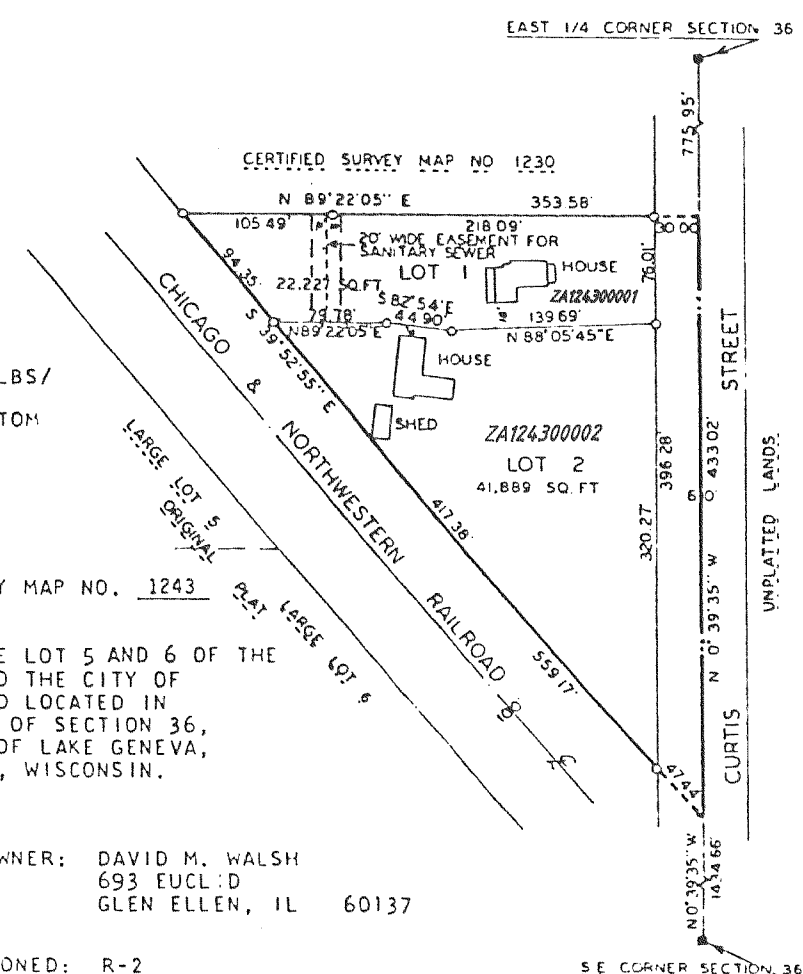 EAST 1/4 CORNER SECTION 36
775 95'
CERTIFIED SURVEY MAP NO 1230
N 89°22'05" E 353.58'
105 49' 218 09'
30 00'
20' WIDE EASEMENT FOR
SANITARY SEWER
76.01'
94.35'
LOT 1
HOUSE
22.227 SQ.FT
ZA124300001
S 82°54'E
79.78' 44 90' 139 69'
N89°22'05 E N 88°05'45"E
S 39°52'55" E
HOUSE
SHED
ZA124300002
LOT 2
41,889 SQ. FT
CHICAGO & NORTHWESTERN RAILROAD
417.38'
559.17'
396 28'
320.27'
433 02'
N 0° 39'35" W
CURTIS STREET
UNPLATTED LANDS
LBS/
TOM
LARGE LOT 5
ORIGINAL PLAT
LARGE LOT 6
Y MAP NO. 1243
E LOT 5 AND 6 OF THE
D THE CITY OF
D LOCATED IN
OF SECTION 36,
OF LAKE GENEVA,
, WISCONSIN.
4744
N 0°39'35" W
1434 66'
WNER: DAVID M. WALSH
693 EUCL:D
GLEN ELLEN, IL 60137
ONED: R-2
S E CORNER SECTION 36